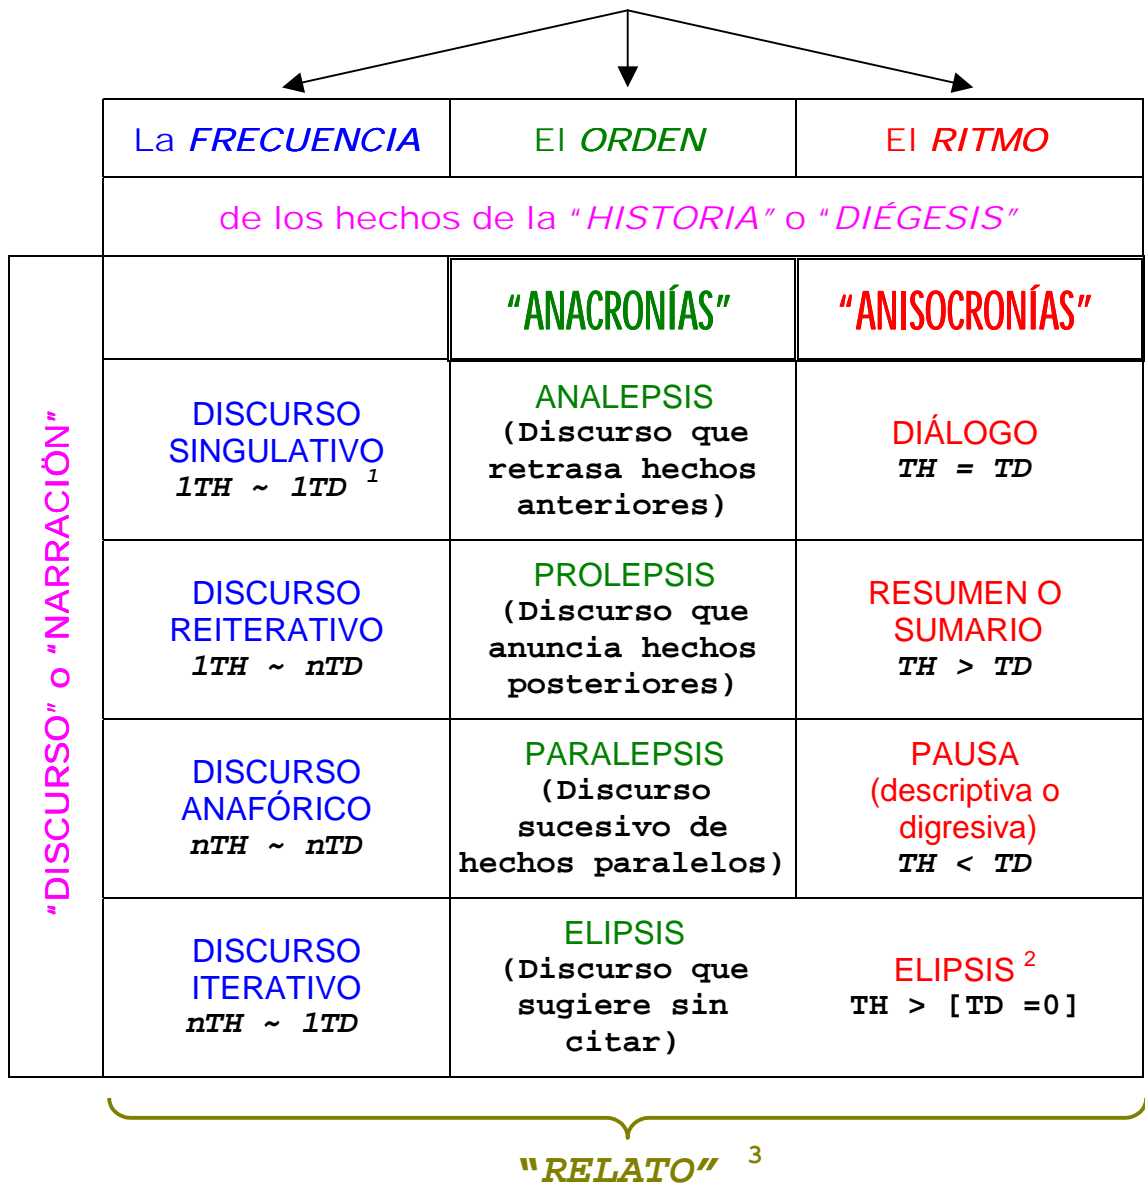 La FRECUENCIA
El ORDEN
El RITMO
de los hechos de la "HISTORIA" o "DIÉGESIS"
"DISCURSO" o "NARRACIÖN"
"ANACRONÍAS"
"ANISOCRONÍAS"
DISCURSO
SINGULATIVO
1TH ~ 1TD 1
ANALEPSIS
(Discurso que
retrasa hechos
anteriores)
DIÁLOGO
TH = TD
DISCURSO
REITERATIVO
1TH ~ nTD
PROLEPSIS
(Discurso que
anuncia hechos
posteriores)
RESUMEN O
SUMARIO
TH > TD
DISCURSO
ANAFÓRICO
nTH ~ nTD
PARALEPSIS
(Discurso
sucesivo de
hechos paralelos)
PAUSA
(descriptiva o
digresiva)
TH < TD
DISCURSO
ITERATIVO
nTH ~ 1TD
ELIPSIS
(Discurso que
sugiere sin
citar)
ELIPSIS 2
TH > [TD =0]
"RELATO" 3